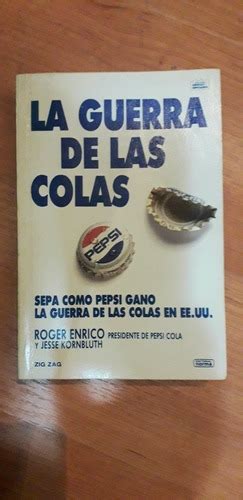 LA GUERRA
DE LAS
COLAS
PEPSI
SEPA COMO PEPSI GANO
LA GUERRA DE LAS COLAS EN EE.UU.
ROGER ENRICO PRESIDENTE DE PEPSI COLA
Y JESSE KORNBLUTH
ZIG ZAG
norma